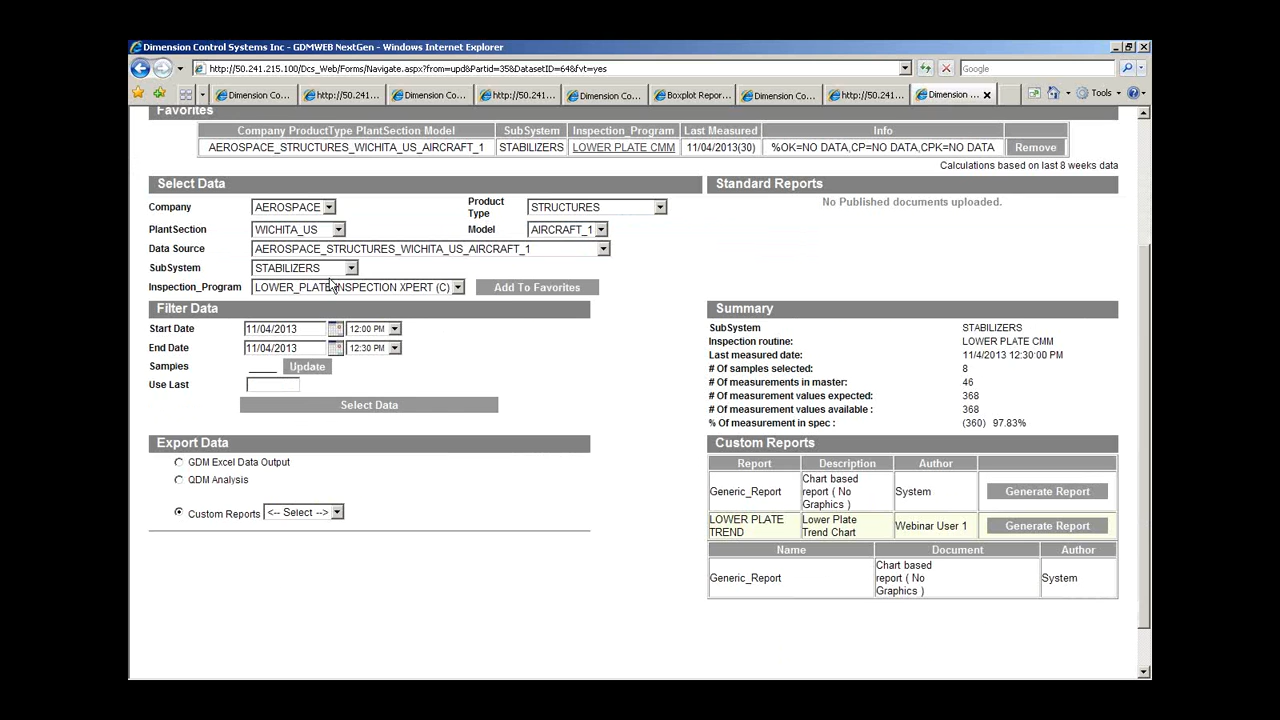 Dimension Control Systems Inc - GDMWEB NextGen - Windows Internet Explorer
http://50.241.215.100/Dcs_Web/Forms/Navigate.aspx?from=upd&Partid=35&DatasetID=64&fvt=yes
Google
Dimension Co... http://50.241... Dimension Co... http://50.241... Dimension Co... Boxplot Repor... Dimension Co... http://50.241... Dimension ... Tools
Favorites
Company ProductType PlantSection Model SubSystem Inspection_Program Last Measured Info
AEROSPACE_STRUCTURES_WICHITA_US_AIRCRAFT_1 STABILIZERS LOWER PLATE CMM 11/04/2013(30) %OK=NO DATA,CP=NO DATA,CPK=NO DATA Remove
Calculations based on last 8 weeks data
Select Data
Company AEROSPACE Product Type STRUCTURES
PlantSection WICHITA_US Model AIRCRAFT_1
Data Source AEROSPACE_STRUCTURES_WICHITA_US_AIRCRAFT_1
SubSystem STABILIZERS
Inspection_Program LOWER_PLATE INSPECTION XPERT (C) Add To Favorites
Standard Reports
No Published documents uploaded.
Filter Data
Start Date 11/04/2013 12:00 PM
End Date 11/04/2013 12:30 PM
Samples Update
Use Last
Select Data
Summary
SubSystem STABILIZERS
Inspection routine: LOWER PLATE CMM
Last measured date: 11/4/2013 12:30:00 PM
# Of samples selected: 8
# Of measurements in master: 46
# Of measurement values expected: 368
# Of measurement values available : 368
% Of measurement in spec : (360) 97.83%
Export Data
GDM Excel Data Output
QDM Analysis
Custom Reports <-- Select -->
Custom Reports
Report Description Author
Generic_Report Chart based report ( No Graphics ) System Generate Report
LOWER PLATE TREND Lower Plate Trend Chart Webinar User 1 Generate Report
Name Document Author
Generic_Report Chart based report ( No Graphics ) System